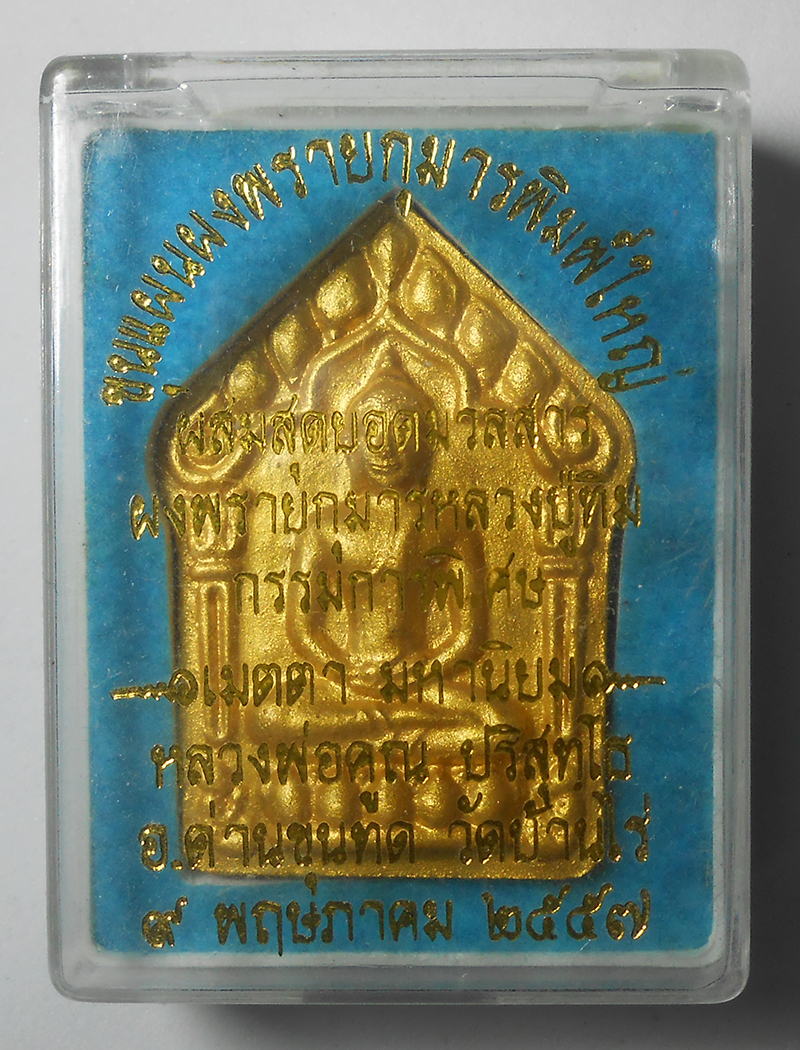 ขุนแผนผงพรายกุมารพิมพ์ใหญ่
ผสมสุดยอดมวลสาร
ผงพรายกุมารหลวงปู่ทิม
กรรมการพิเศษ
เมตตา มหานิยม
หลวงพ่อคูณ ปริสุทฺโธ
อ.ด่านขุนทด วัดบ้านไร่
๙ พฤษภาคม ๒๕๕๗